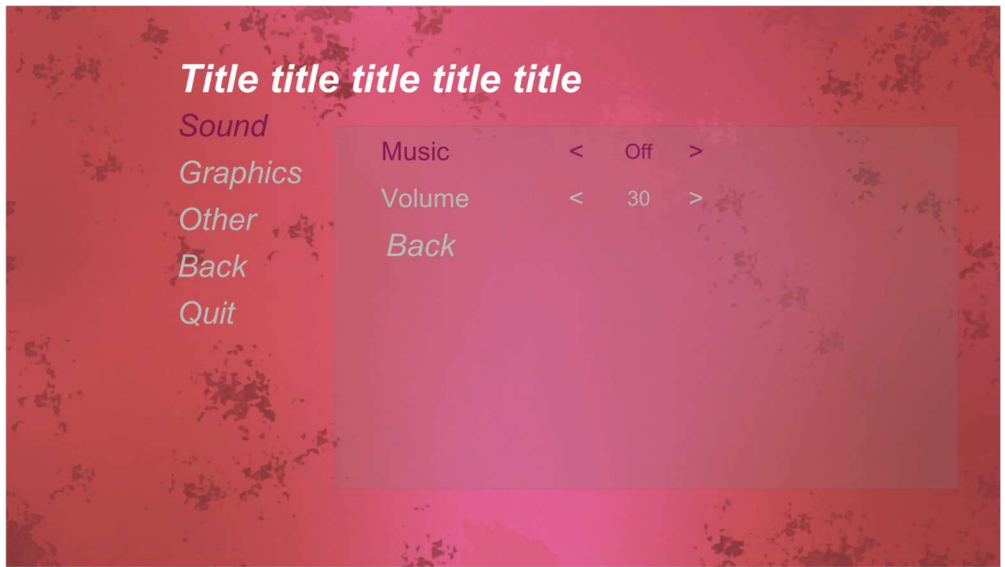 Title title title title title
Sound
Graphics
Other
Back
Quit
Music < Off >
Volume < 30 >
Back